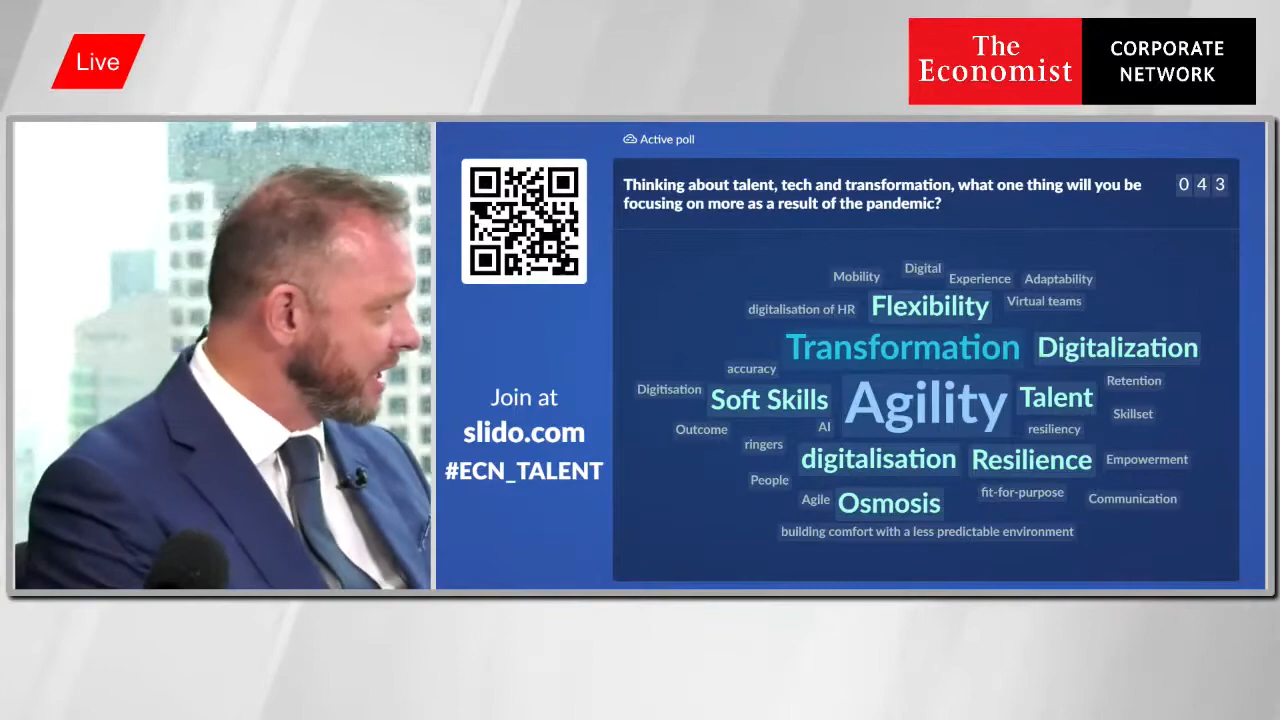 Live
The
Economist
CORPORATE
NETWORK
Active poll
Thinking about talent, tech and transformation, what one thing will you be
focusing on more as a result of the pandemic?
0 4 3
Join at
slido.com
#ECN_TALENT
Digital
Mobility
Experience
Adaptability
digitalisation of HR
Flexibility
Virtual teams
Transformation
Digitalization
accuracy
Digitisation
Soft Skills
Agility
Talent
Retention
Skillset
Outcome
AI
resiliency
ringers
digitalisation
Resilience
Empowerment
People
Agile
Osmosis
fit-for-purpose
Communication
building comfort with a less predictable environment